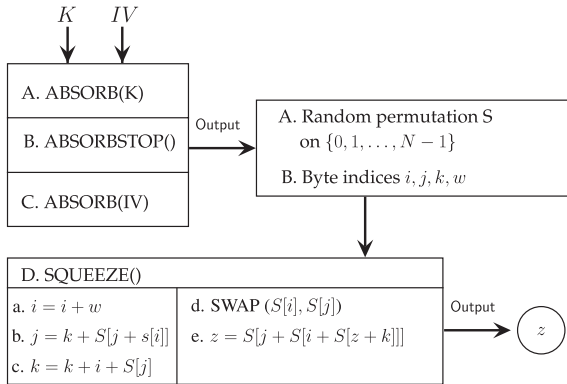 K IV
A. ABSORB(K)
B. ABSORBSTOP()
C. ABSORB(IV)
Output
A. Random permutation S
on {0, 1, . . . , N − 1}
B. Byte indices i, j, k, w
D. SQUEEZE()
a. i = i + w
b. j = k + S[j + s[i]]
c. k = k + i + S[j]
d. SWAP (S[i], S[j])
e. z = S[j + S[i + S[z + k]]]
Output
z